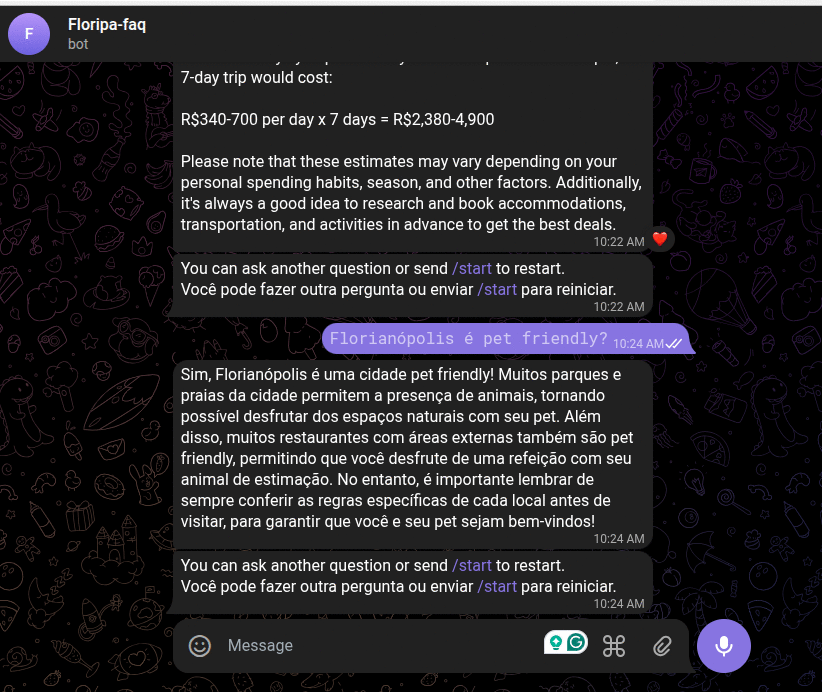 F
Floripa-faq
bot
7-day trip would cost:
R$340-700 per day x 7 days = R$2,380-4,900
Please note that these estimates may vary depending on your
personal spending habits, season, and other factors. Additionally,
it's always a good idea to research and book accommodations,
transportation, and activities in advance to get the best deals.
10:22 AM
You can ask another question or send /start to restart.
Você pode fazer outra pergunta ou enviar /start para reiniciar.
10:22 AM
Florianópolis é pet friendly? 10:24 AM
Sim, Florianópolis é uma cidade pet friendly! Muitos parques e
praias da cidade permitem a presença de animais, tornando
possível desfrutar dos espaços naturais com seu pet. Além
disso, muitos restaurantes com áreas externas também são pet
friendly, permitindo que você desfrute de uma refeição com seu
animal de estimação. No entanto, é importante lembrar de
sempre conferir as regras específicas de cada local antes de
visitar, para garantir que você e seu pet sejam bem-vindos!
10:24 AM
You can ask another question or send /start to restart.
Você pode fazer outra pergunta ou enviar /start para reiniciar.
10:24 AM
Message